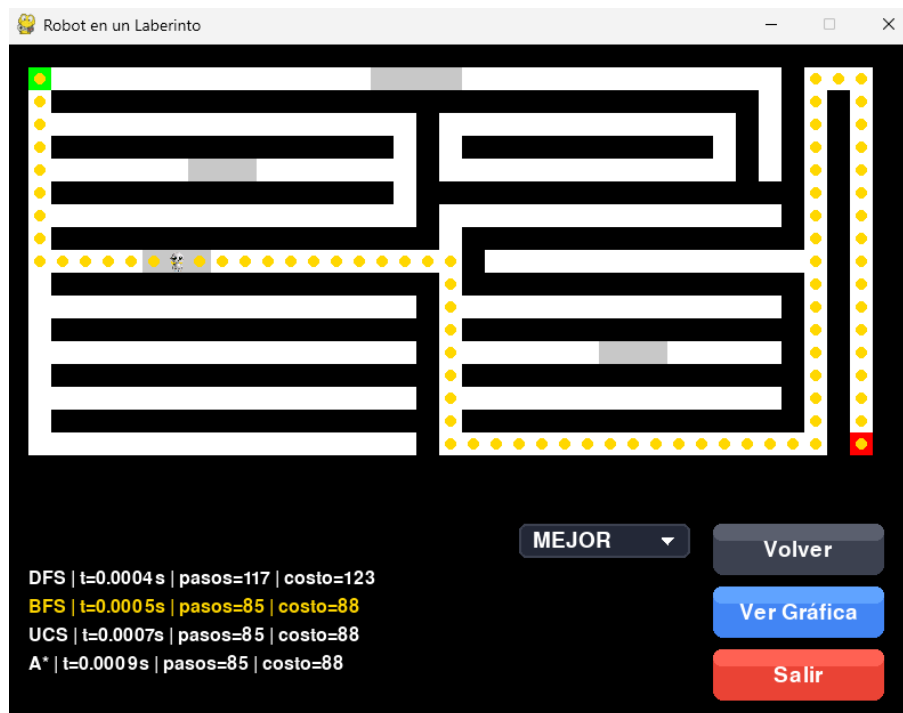 Robot en un Laberinto
MEJOR
Volver
DFS | t=0.0004s | pasos=117 | costo=123
BFS | t=0.0005s | pasos=85 | costo=88
Ver Gráfica
UCS | t=0.0007s | pasos=85 | costo=88
A* | t=0.0009s | pasos=85 | costo=88
Salir